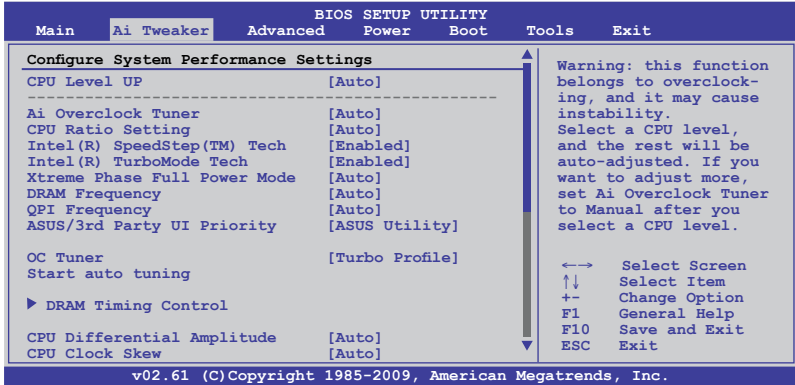 BIOS SETUP UTILITY
Main Ai Tweaker Advanced Power Boot Tools Exit
Configure System Performance Settings
CPU Level UP [Auto]
Ai Overclock Tuner [Auto]
CPU Ratio Setting [Auto]
Intel(R) SpeedStep(TM) Tech [Enabled]
Intel(R) TurboMode Tech [Enabled]
Xtreme Phase Full Power Mode [Auto]
DRAM Frequency [Auto]
QPI Frequency [Auto]
ASUS/3rd Party UI Priority [ASUS Utility]
OC Tuner [Turbo Profile]
Start auto tuning
DRAM Timing Control
CPU Differential Amplitude [Auto]
CPU Clock Skew [Auto]
Warning: this function
belongs to overclock-
ing, and it may cause
instability.
Select a CPU level,
and the rest will be
auto-adjusted. If you
want to adjust more,
set Ai Overclock Tuner
to Manual after you
select a CPU level.
←→ Select Screen
↑↓ Select Item
+- Change Option
F1 General Help
F10 Save and Exit
ESC Exit
v02.61 (C)Copyright 1985-2009, American Megatrends, Inc.